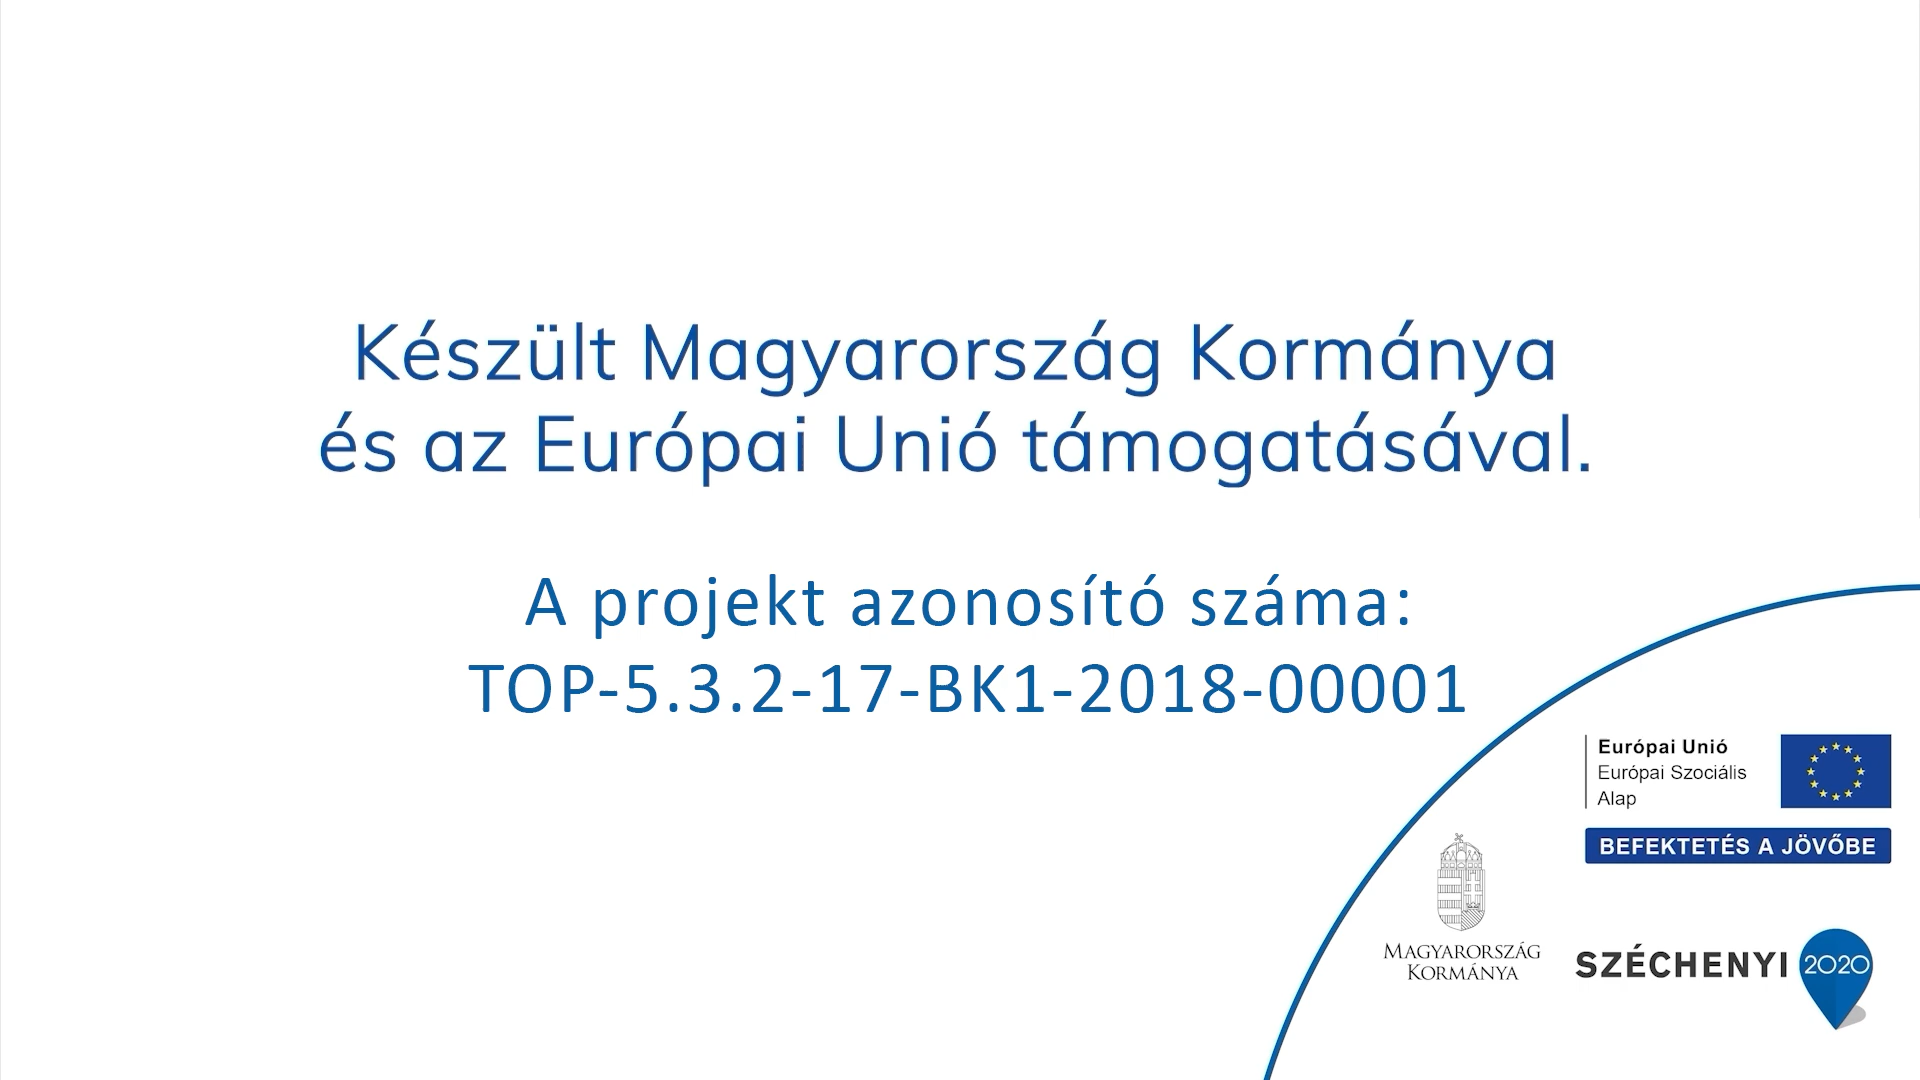 Készült Magyarország Kormánya
és az Európai Unió támogatásával.
A projekt azonosító száma:
TOP-5.3.2-17-BK1-2018-00001
Európai Unió
Európai Szociális
Alap
BEFEKTETÉS A JÖVŐBE
MAGYARORSZÁG
KORMÁNYA
SZÉCHENYI 2020